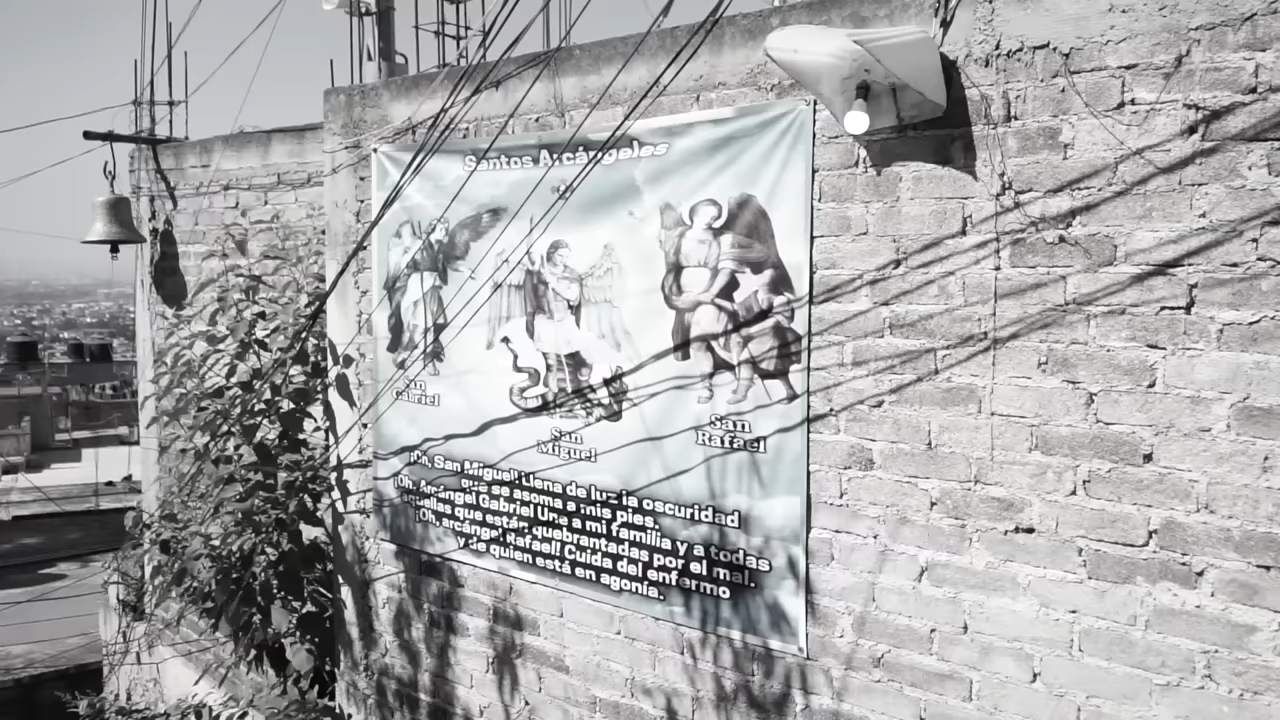 Santos Arcángeles
San
Gabriel
San
Miguel
San
Rafael
¡Oh, San Miguel! Llena de luz la oscuridad
que se asoma a mis pies.
¡Oh, Arcángel Gabriel Une a mi familia y a todas
aquellas que están quebrantadas por el mal.
¡Oh, arcángel Rafael! Cuida del enfermo
y de quien está en agonía.